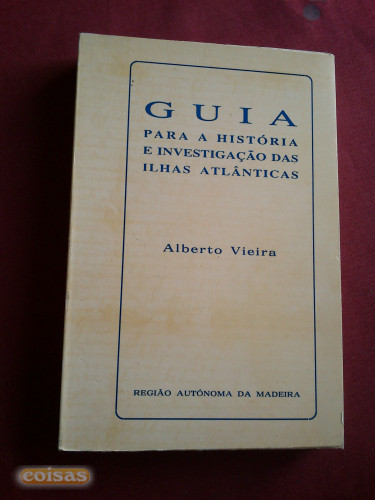 GUIA
PARA A HISTÓRIA
E INVESTIGAÇÃO DAS
ILHAS ATLÂNTICAS
Alberto Vieira
REGIÃO AUTÓNOMA DA MADEIRA
coisas